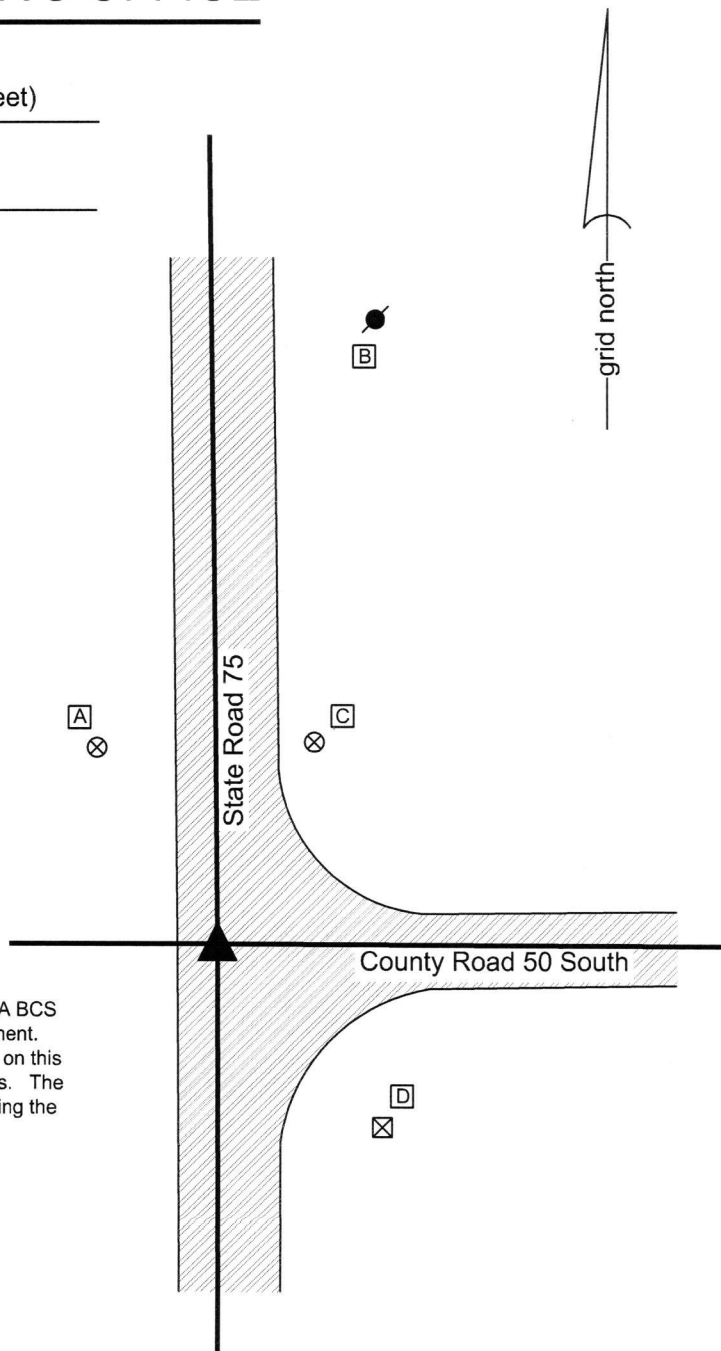 eet)
grid north
B
State Road 75
A
C
County Road 50 South
A BCS
nent.
on this
s. The
ing the
D